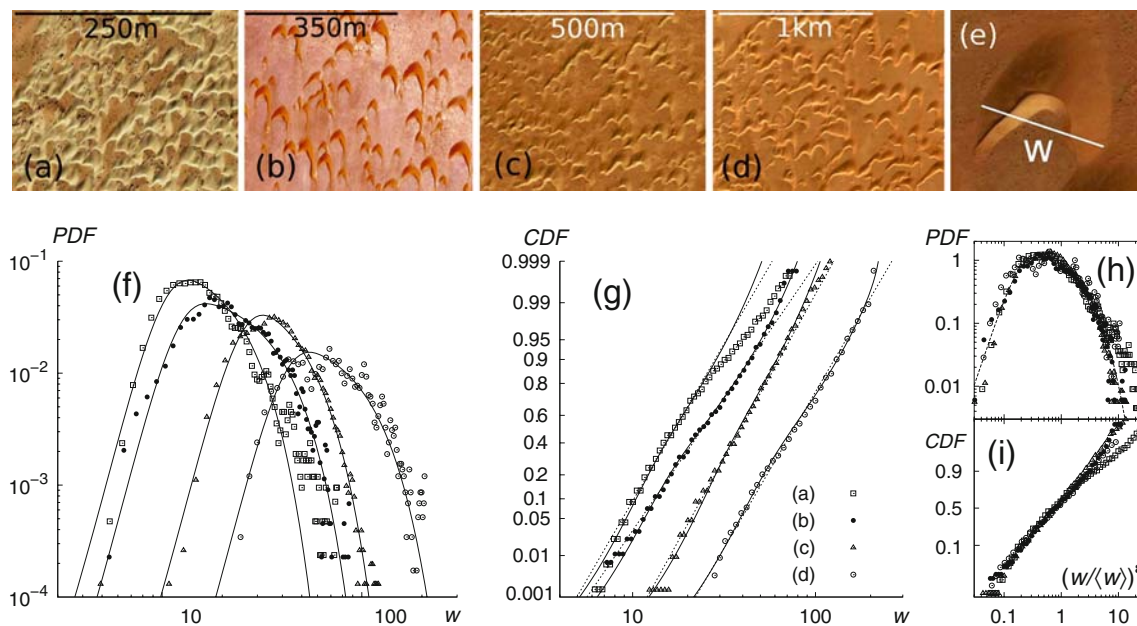 250m
350m
500m
1km
(a)
(b)
(c)
(d)
(e)
W
PDF
(f)
10⁻¹
10⁻²
10⁻³
10⁻⁴
10
100
w
CDF
(g)
0.999
0.99
0.95
0.9
0.8
0.6
0.4
0.2
0.1
0.05
0.01
0.001
(a)
(b)
(c)
(d)
10
100
w
PDF
(h)
1
0.1
0.01
CDF
(i)
0.9
0.5
0.1
(w/⟨w⟩)
0.1
1
10